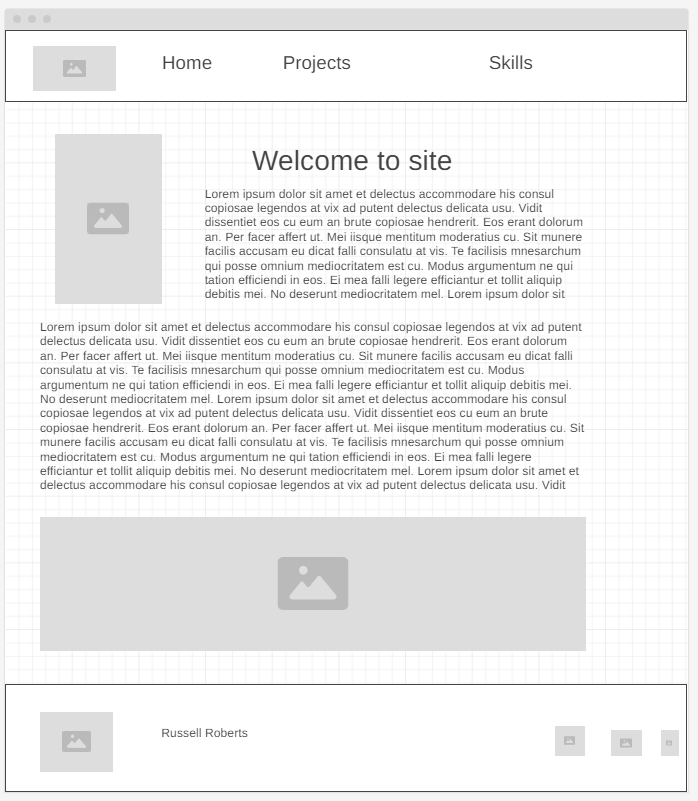 Home Projects Skills
Welcome to site
Lorem ipsum dolor sit amet et delectus accommodare his consul
copiosae legendos at vix ad putent delectus delicata usu. Vidit
dissentiet eos cu eum an brute copiosae hendrerit. Eos erant dolorum
an. Per facer affert ut. Mei iisque mentitum moderatius cu. Sit munere
facilis accusam eu dicat falli consulatu at vis. Te facilisis mnesarchum
qui posse omnium mediocritatem est cu. Modus argumentum ne qui
tation efficiendi in eos. Ei mea falli legere efficiantur et tollit aliquip
debitis mei. No deserunt mediocritatem mel. Lorem ipsum dolor sit
Lorem ipsum dolor sit amet et delectus accommodare his consul copiosae legendos at vix ad putent
delectus delicata usu. Vidit dissentiet eos cu eum an brute copiosae hendrerit. Eos erant dolorum
an. Per facer affert ut. Mei iisque mentitum moderatius cu. Sit munere facilis accusam eu dicat falli
consulatu at vis. Te facilisis mnesarchum qui posse omnium mediocritatem est cu. Modus
argumentum ne qui tation efficiendi in eos. Ei mea falli legere efficiantur et tollit aliquip debitis mei.
No deserunt mediocritatem mel. Lorem ipsum dolor sit amet et delectus accommodare his consul
copiosae legendos at vix ad putent delectus delicata usu. Vidit dissentiet eos cu eum an brute
copiosae hendrerit. Eos erant dolorum an. Per facer affert ut. Mei iisque mentitum moderatius cu. Sit
munere facilis accusam eu dicat falli consulatu at vis. Te facilisis mnesarchum qui posse omnium
mediocritatem est cu. Modus argumentum ne qui tation efficiendi in eos. Ei mea falli legere
efficiantur et tollit aliquip debitis mei. No deserunt mediocritatem mel. Lorem ipsum dolor sit amet et
delectus accommodare his consul copiosae legendos at vix ad putent delectus delicata usu. Vidit
Russell Roberts